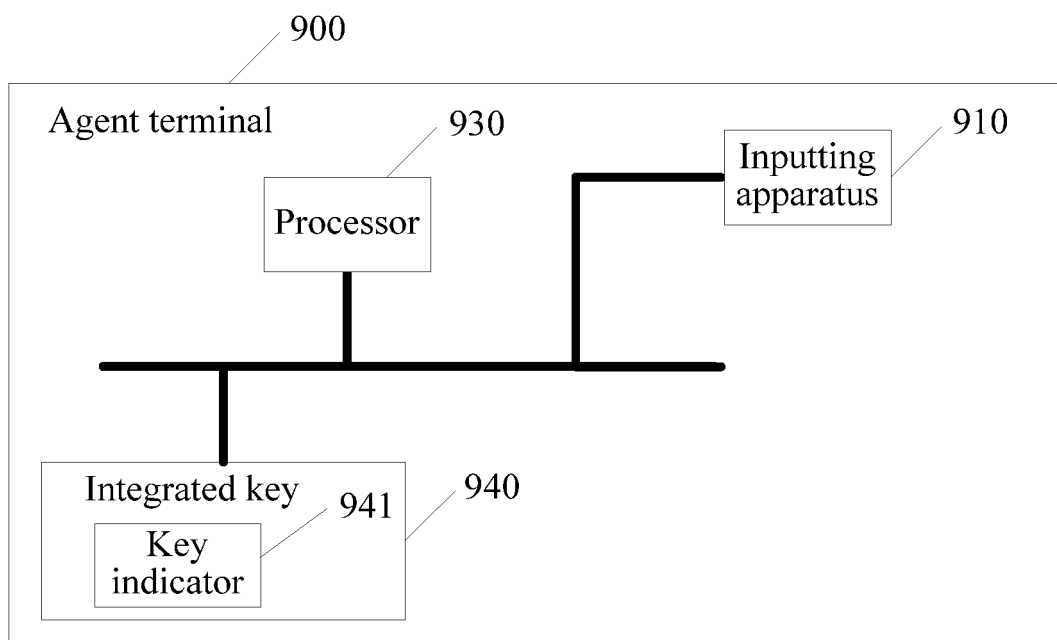 900
Agent terminal
930
910
Inputting
apparatus
Processor
Integrated key
941
940
Key
indicator